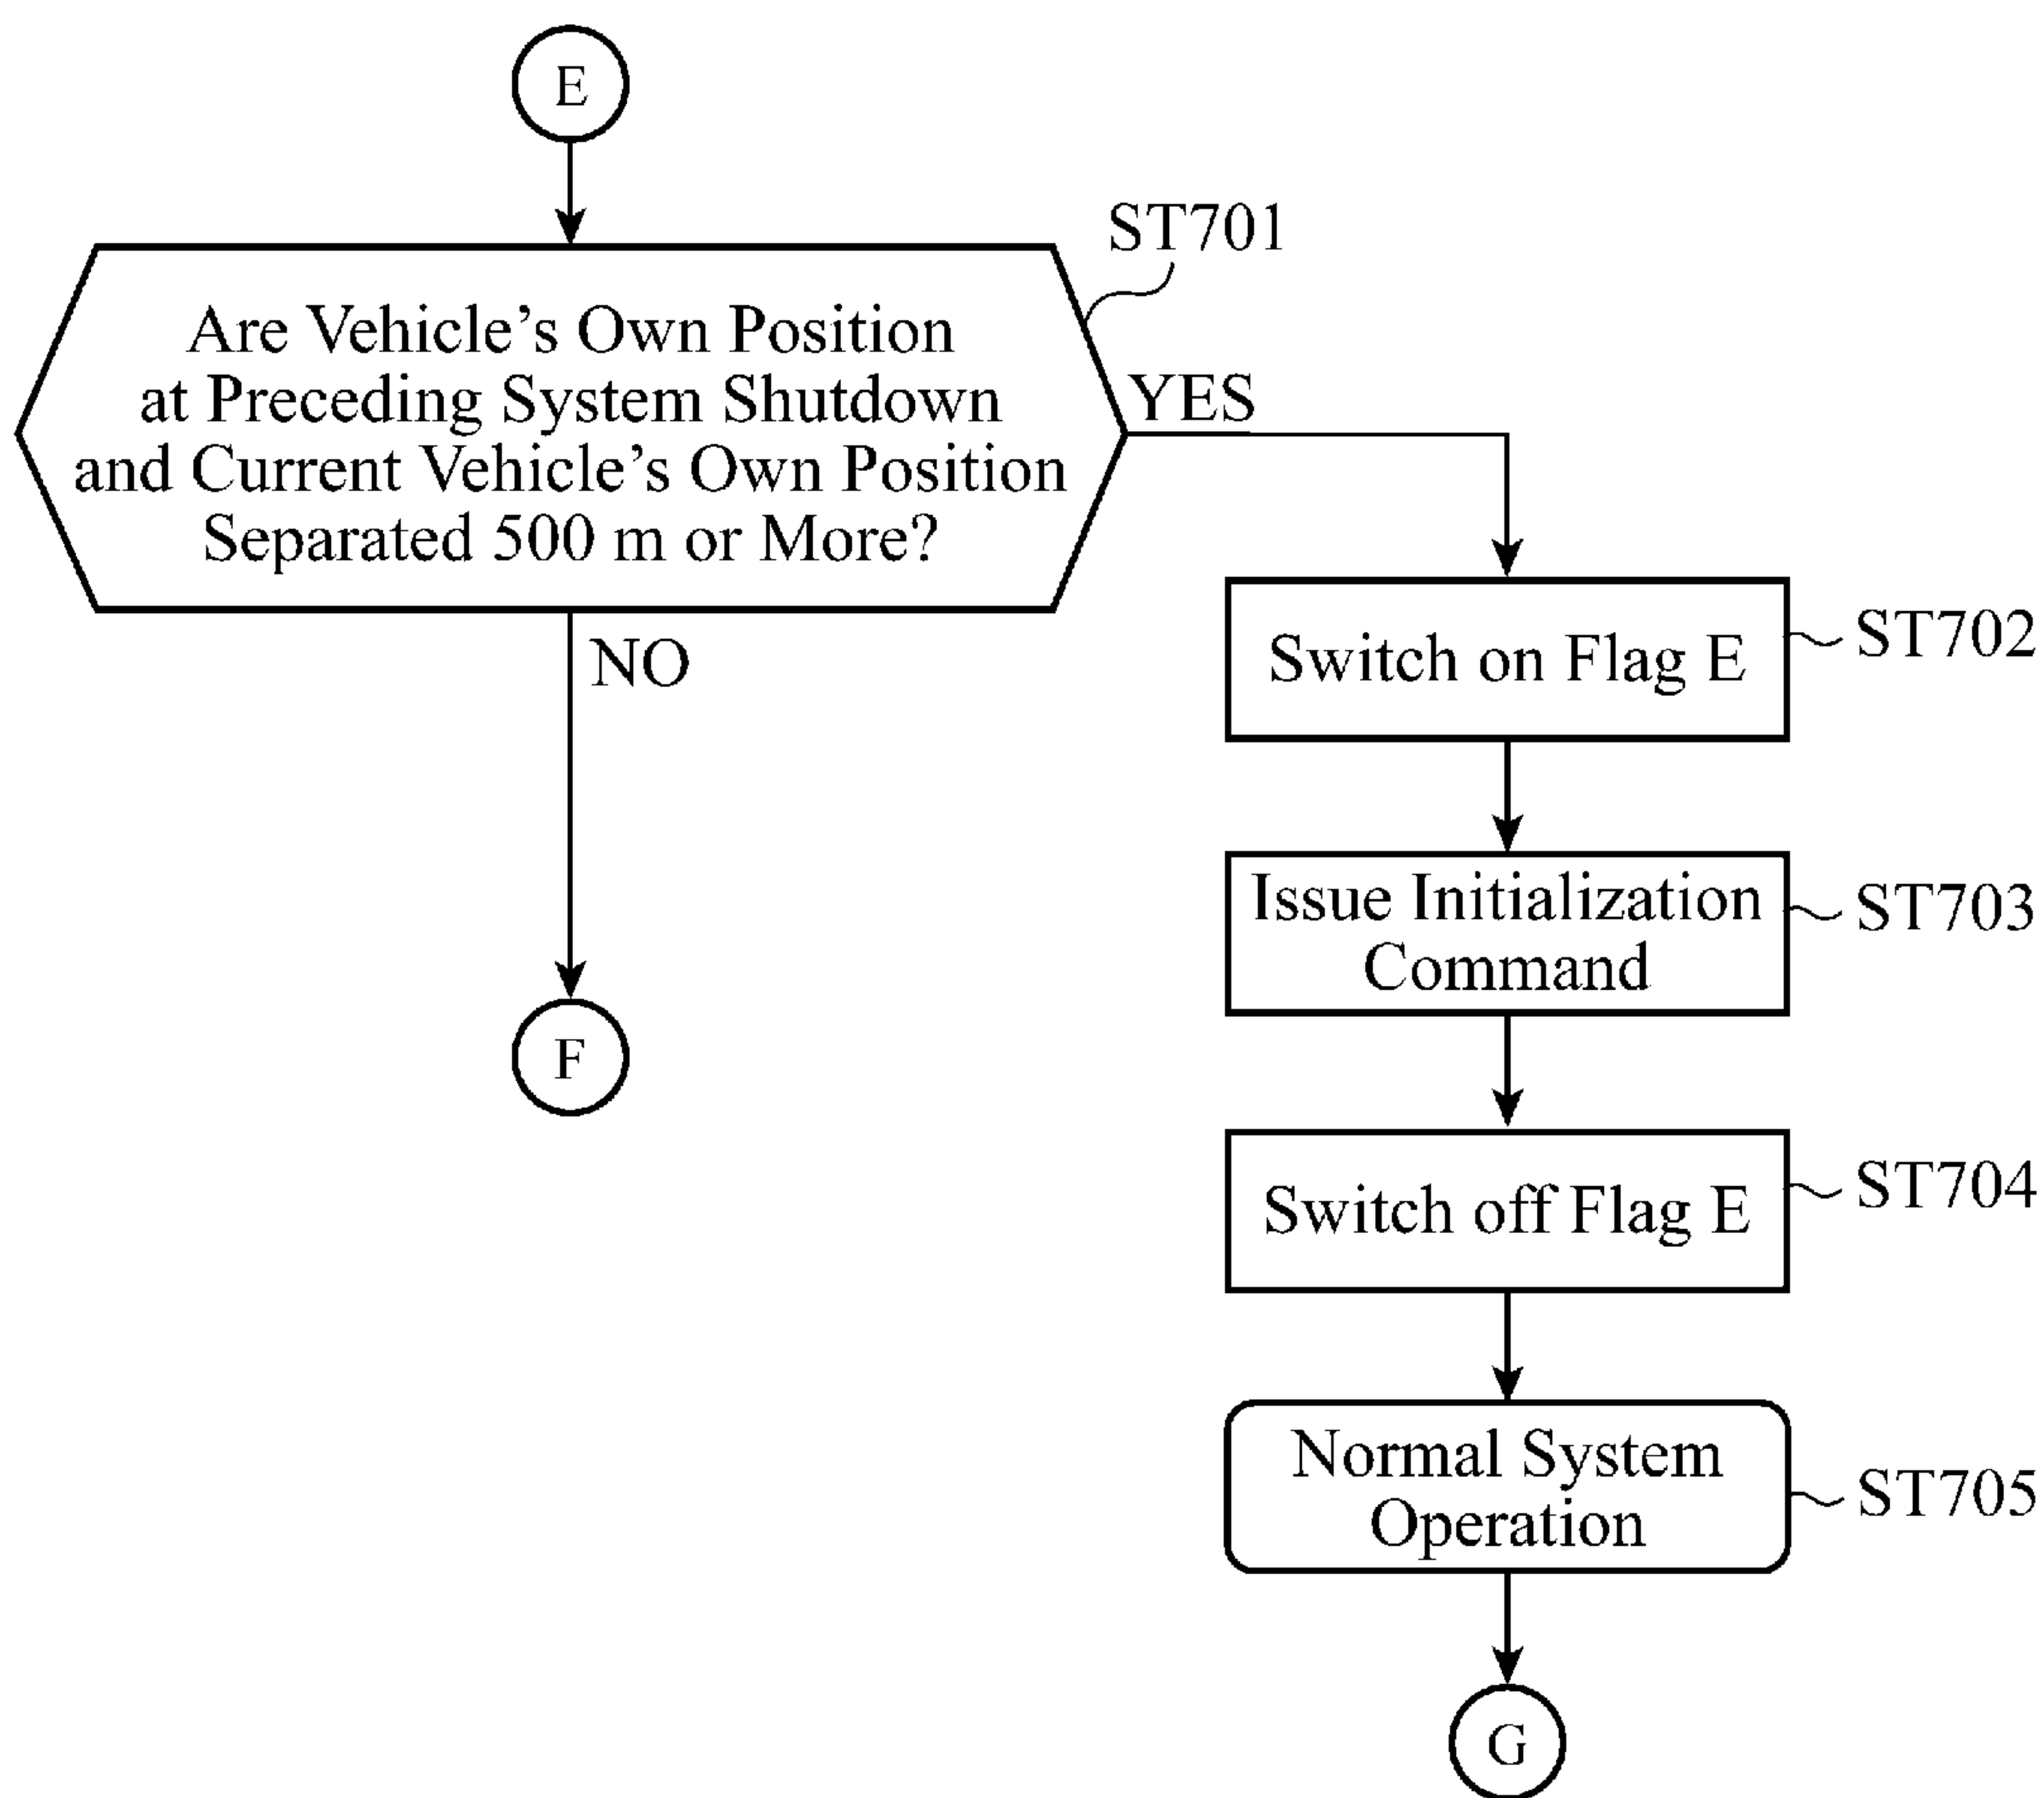 E
ST701
Are Vehicle’s Own Position
at Preceding System Shutdown
and Current Vehicle’s Own Position
Separated 500 m or More?
YES
NO
Switch on Flag E
ST702
Issue Initialization
Command
ST703
F
Switch off Flag E
ST704
Normal System
Operation
ST705
G